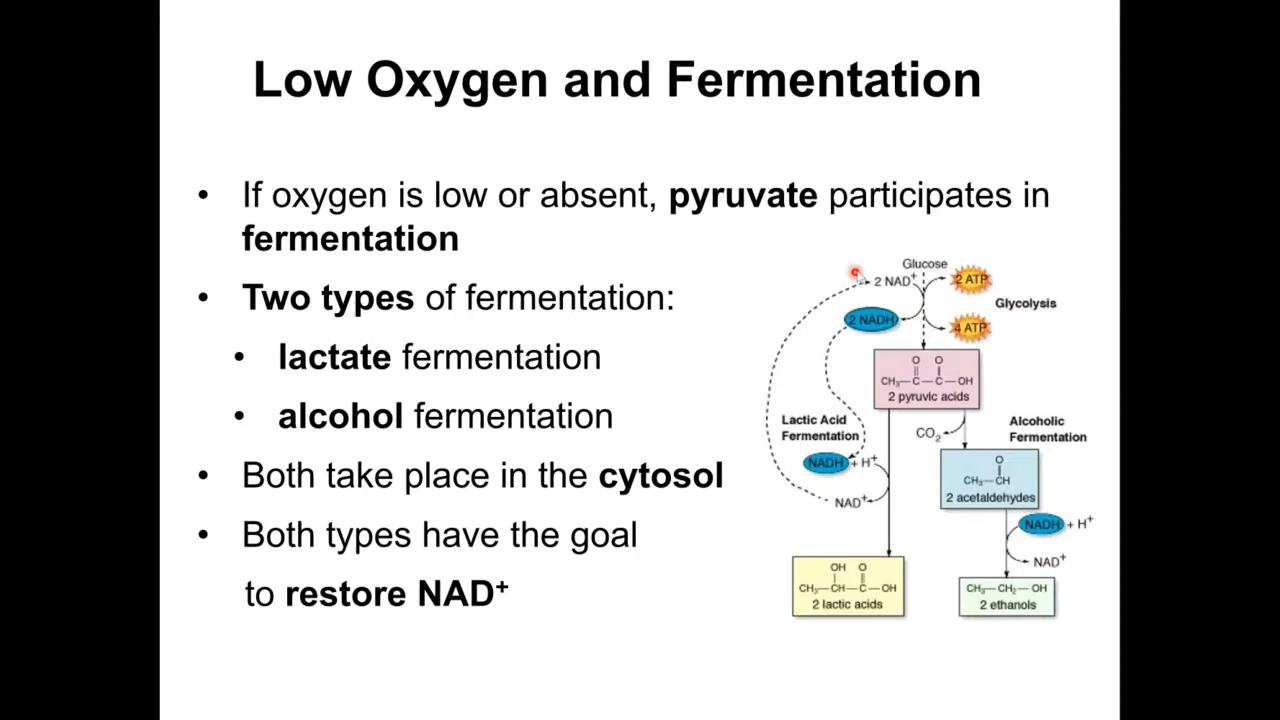 Low Oxygen and Fermentation
• If oxygen is low or absent, pyruvate participates in
fermentation
• Two types of fermentation:
• lactate fermentation
• alcohol fermentation
• Both take place in the cytosol
• Both types have the goal
to restore NAD⁺
Glucose
2 NAD⁺
2 ATP
Glycolysis
2 NADH
4 ATP
O O
CH₃—C—C—OH
2 pyruvic acids
Lactic Acid
Fermentation
CO₂
Alcoholic
Fermentation
NADH + H⁺
NAD⁺
O
CH₃—CH
2 acetaldehydes
NADH + H⁺
NAD⁺
OH O
CH₃—CH—C—OH
2 lactic acids
CH₃—CH₂—OH
2 ethanols